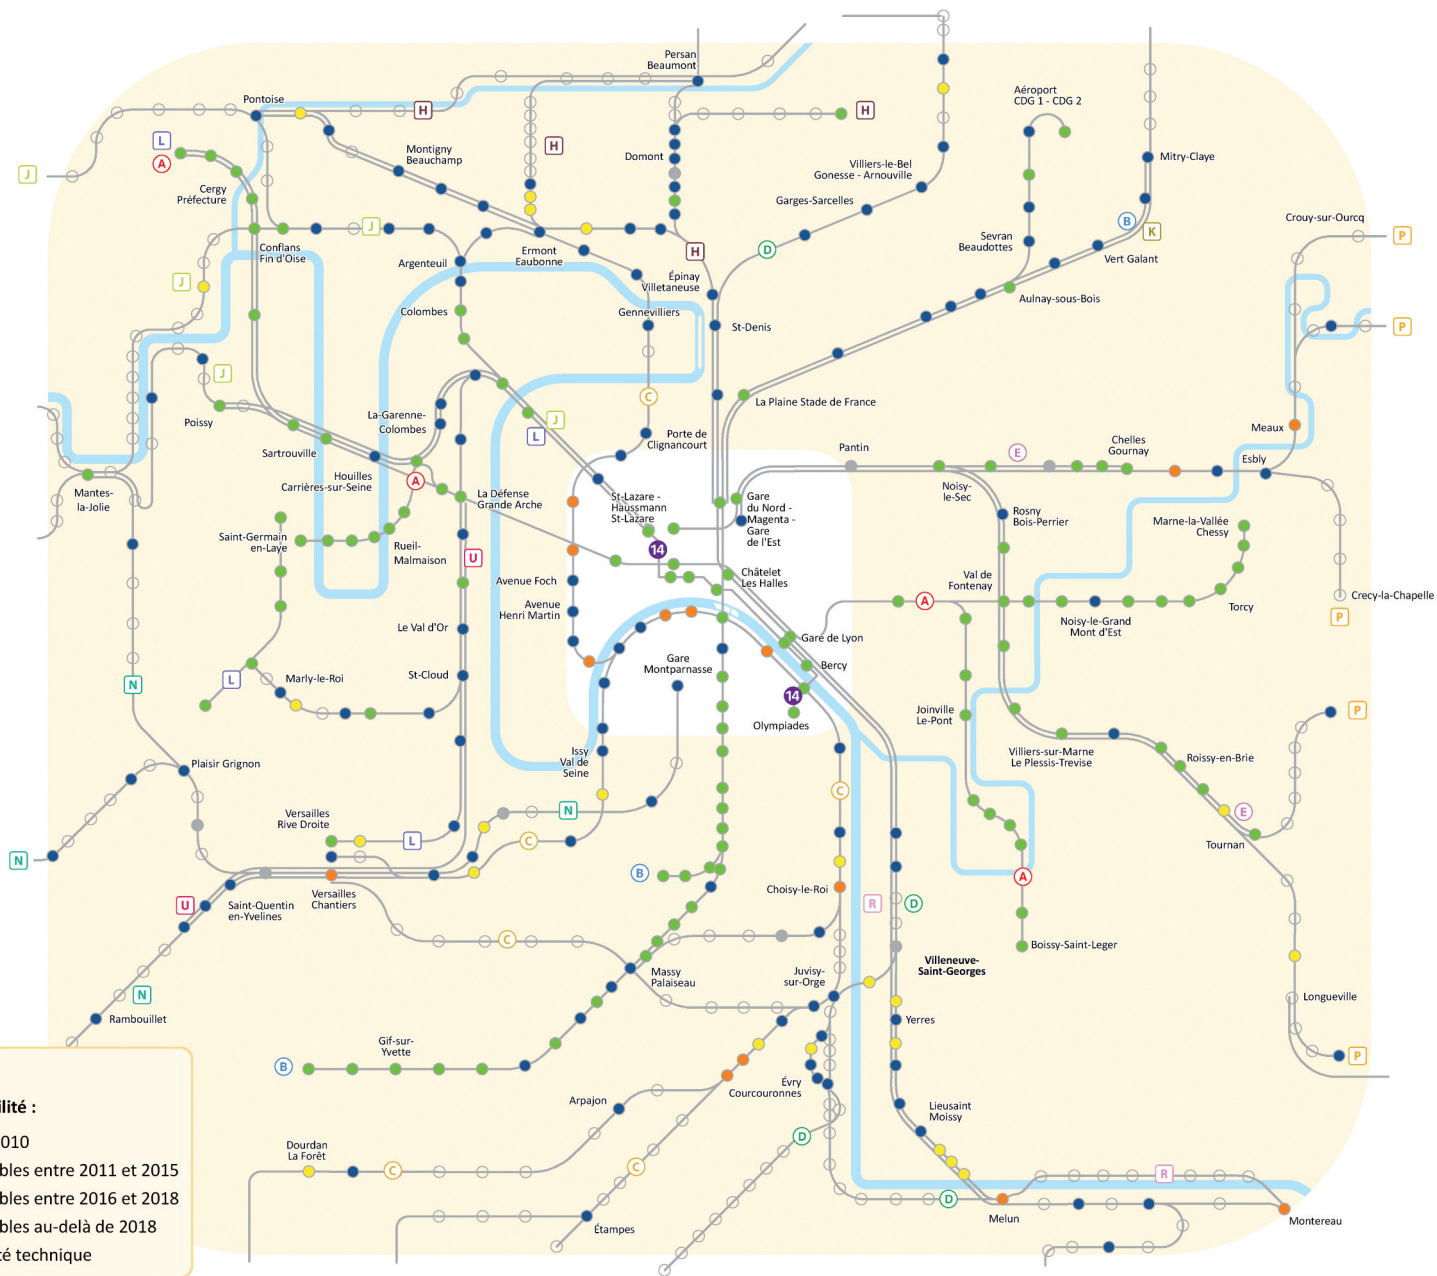 Persan
Beaumont
Aéroport
CDG 1 - CDG 2
Pontoise
H
H
L
A
H
Montigny
Beauchamp
Domont
Villiers-le-Bel
Gonesse - Arnouville
Mitry-Claye
J
Cergy
Préfecture
Garges-Sarcelles
B
K
Crouy-sur-Ourcq
P
J
Conflans
Fin d'Oise
Argenteuil
Ermont
Eaubonne
H
D
Sevran
Beaudottes
Vert Galant
J
Épinay
Villetaneuse
Aulnay-sous-Bois
Colombes
Gennevilliers
St-Denis
P
J
C
La Plaine Stade de France
Poissy
La-Garenne-
Colombes
J
L
Porte de
Clignancourt
Meaux
Sartrouville
Pantin
E
Chelles
Gournay
Esbly
Houilles
Carrières-sur-Seine
A
Mantes-
la-Jolie
La Défense
Grande Arche
St-Lazare -
Haussmann
St-Lazare
Gare
du Nord -
Magenta -
Gare
de l'Est
Noisy-
le-Sec
Rosny
Bois-Perrier
Marne-la-Vallée
Chessy
Saint-Germain
en-Laye
Rueil-
Malmaison
U
14
Avenue Foch
Châtelet
Les Halles
Val de
Fontenay
Avenue
Henri Martin
A
Torcy
Crecy-la-Chapelle
P
Noisy-le-Grand
Mont d'Est
Le Val d'Or
Gare de Lyon
Gare
Montparnasse
Bercy
N
L
Marly-le-Roi
St-Cloud
14
Olympiades
Joinville
Le-Pont
P
Issy
Val de
Seine
Villiers-sur-Marne
Le Plessis-Trevise
Roissy-en-Brie
Plaisir Grignon
C
N
Versailles
Rive Droite
L
C
E
Tournan
N
B
A
Versailles
Chantiers
Choisy-le-Roi
U
Saint-Quentin
en-Yvelines
R
D
C
Boissy-Saint-Leger
Massy
Palaiseau
Juvisy-
sur-Orge
Villeneuve-
Saint-Georges
N
Rambouillet
Yerres
Longueville
Gif-sur-
Yvette
B
P
Évry
Courcouronnes
Arpajon
Lieusaint
Moissy
D
Dourdan
La Forêt
C
C
R
D
Melun
Montereau
Étampes
ilité :
010
bles entre 2011 et 2015
bles entre 2016 et 2018
bles au-delà de 2018
té technique